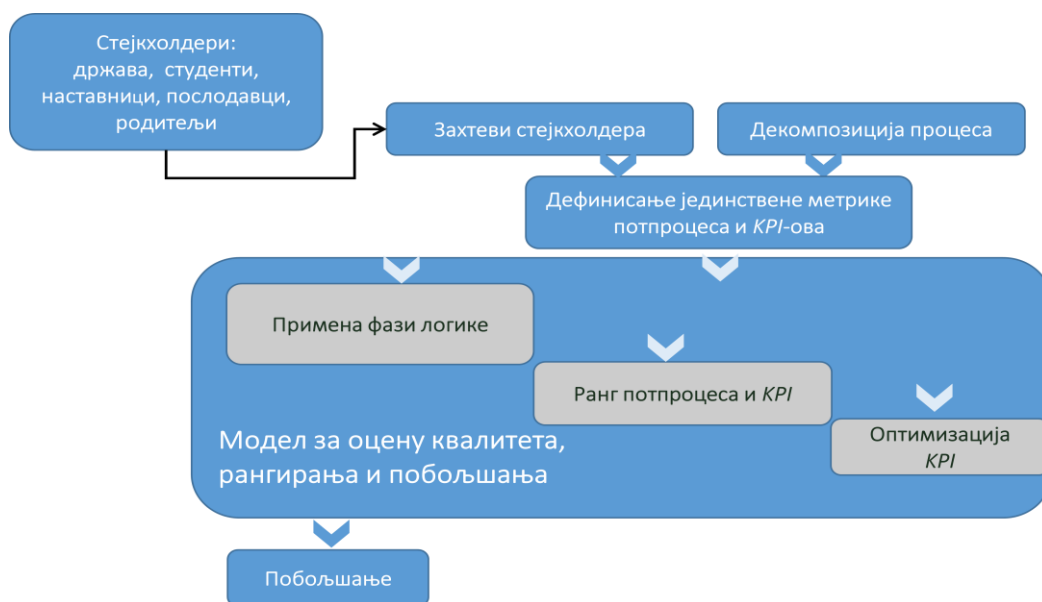 Стејкхолдери:
држава, студенти,
наставници, послодавци,
родитељи
Захтеви стејкхолдера
Декомпозиција процеса
Дефинисање јединствене метрике
потпроцеса и KPI-ова
Примена фази логике
Ранг потпроцеса и KPI
Оптимизација
KPI
Модел за оцену квалитета,
рангирања и побољшања
Побољшање